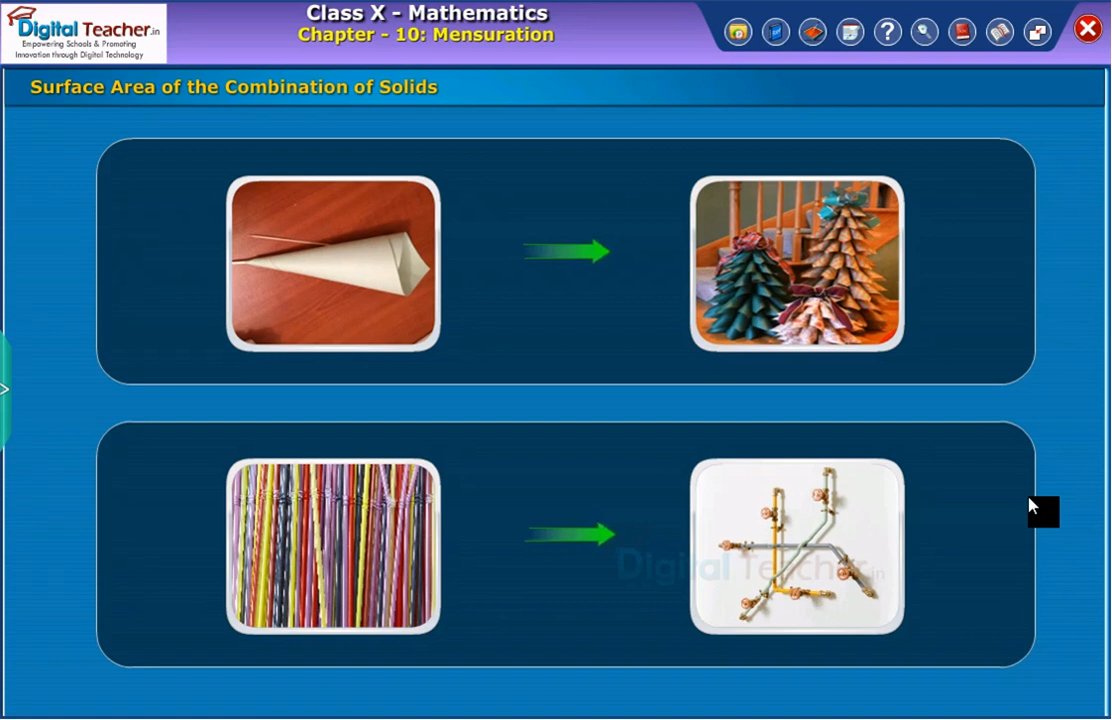 Class X - Mathematics
Digital Teacher.in
Chapter - 10: Mensuration
Empowering Schools & Promoting
Innovation through Digital Technology
Surface Area of the Combination of Solids
Digital Teacher.in